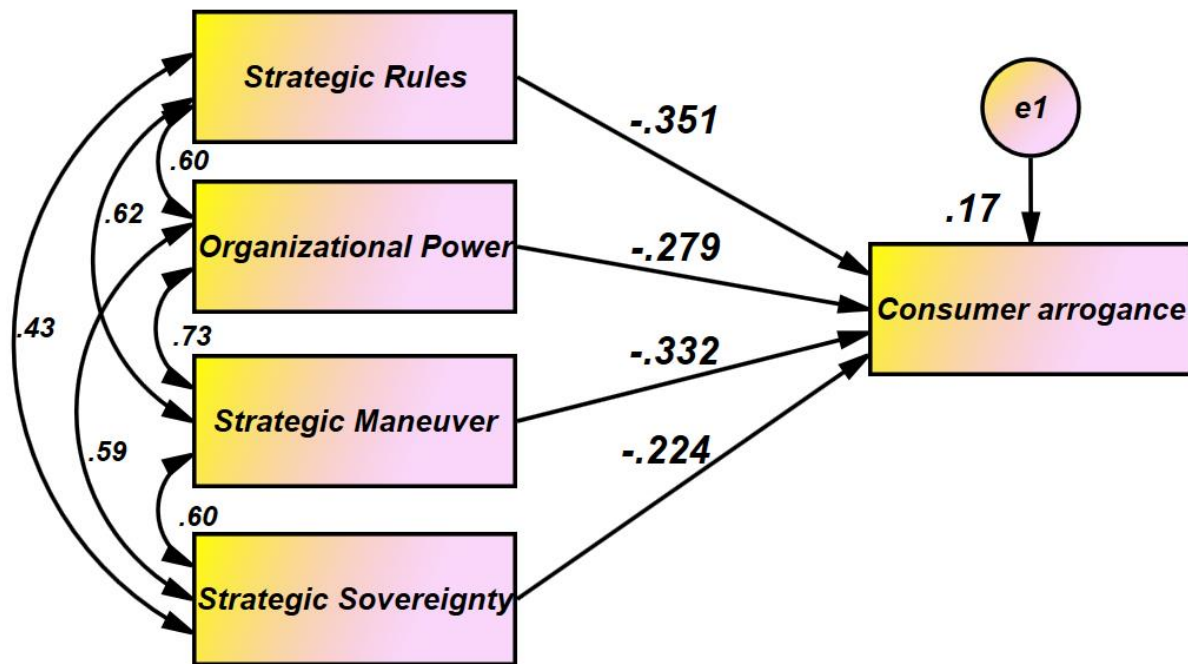 Strategic Rules
e1
-.351
.60
.17
.62
Organizational Power
-.279
Consumer arrogance
.43
.73
-.332
Strategic Maneuver
.59
-.224
.60
Strategic Sovereignty